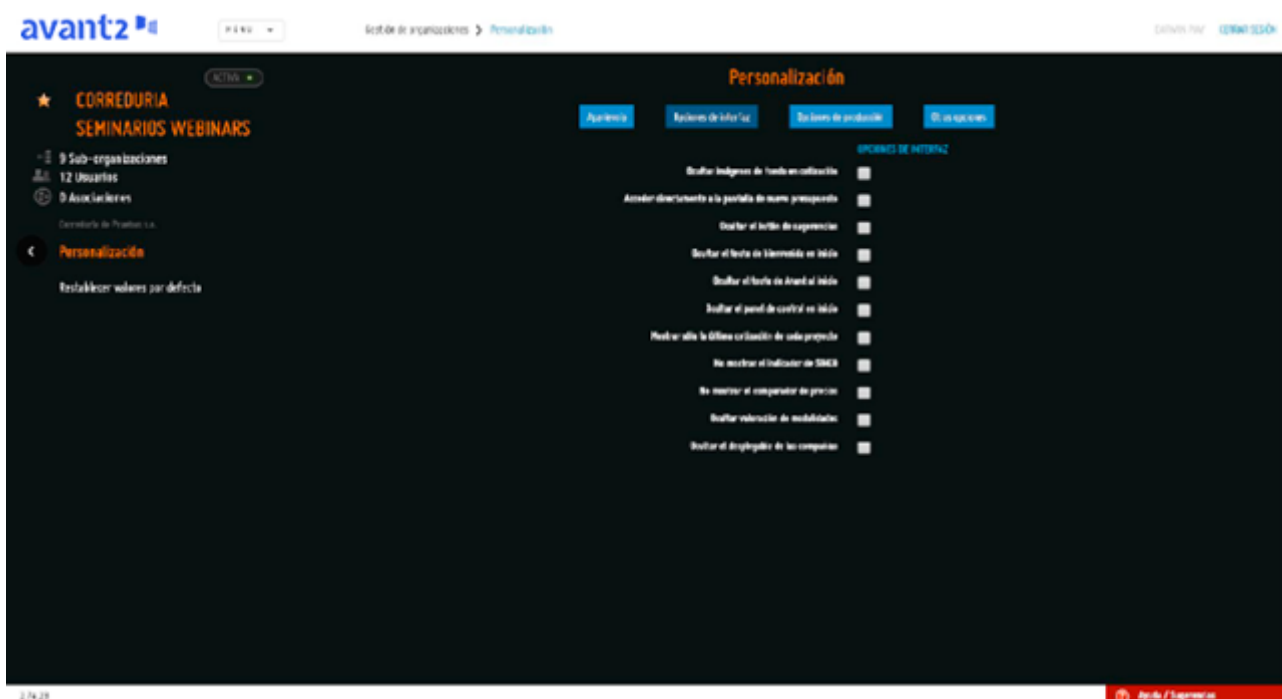 avant2
MENU
Gestión de organizaciones > Personalización
CERRAR SESIÓN
ACTIVA
CORREDURIA
SEMINARIOS WEBINARS
9 Sub-organizaciones
12 Usuarios
0 Asociaciones
Correduría de Pruebas s.a.
Personalización
Restablecer valores por defecto
Personalización
Apariencia
Opciones de interfaz
Opciones de producción
Otras opciones
OPCIONES DE INTERFAZ
Ocultar imágenes de fondo en cotización
Acceder directamente a la pantalla de nuevo presupuesto
Ocultar el botón de sugerencias
Ocultar el texto de bienvenida en inicio
Ocultar el texto de Avant al inicio
Ocultar el panel de control en inicio
Mostrar sólo la última cotización de cada proyecto
No mostrar el indicador de SINCO
No mostrar el comparador de precios
Ocultar valoración de modalidades
Ocultar el desplegable de las compañías
Ayuda / Sugerencias